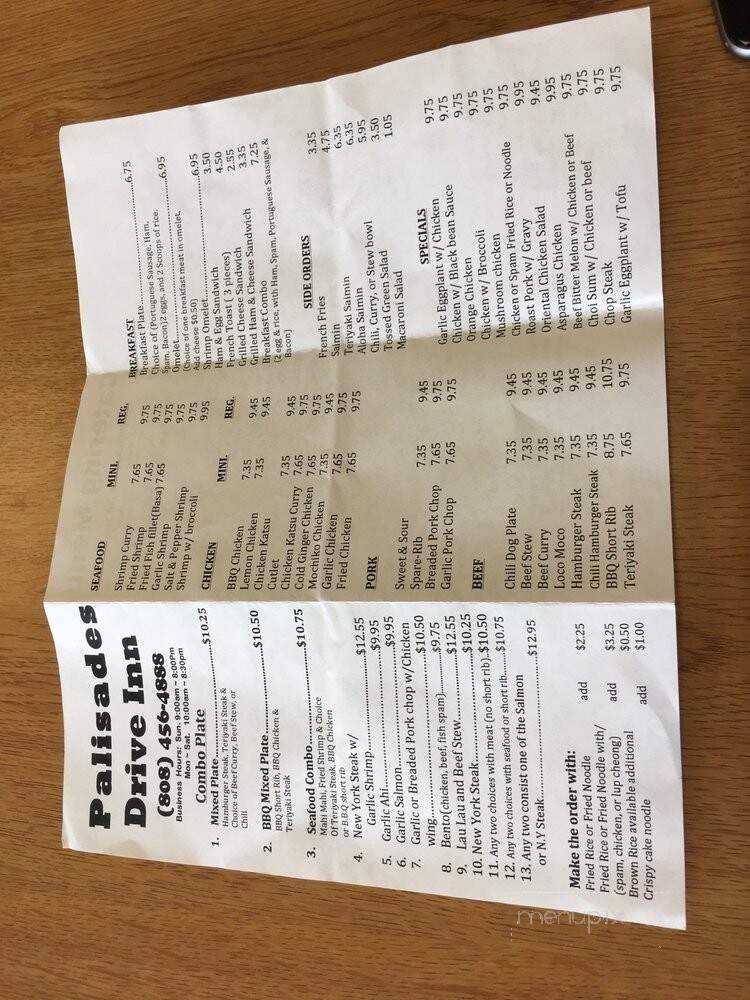 Palisades
Drive Inn
(808) 456-4888
Business Hours: Sun. 9:00am - 8:00Pm
Mon - Sat. 10:00am - 8:30pm
Combo Plate
1. Mixed Plate.....................$10.25
Hamburger Steak, Teriyaki Steak &
Choice of Beef Curry, Beef Stew, or
Chili
2. BBQ Mixed Plate.....................$10.50
BBQ Short Rib, BBQ Chicken &
Teriyaki Steak
3. Seafood Combo.....................$10.75
Mahi Mahi, Fried Shrimp & Choice
Of Teriyaki Steak, BBQ Chicken
or B.B.Q short rib
4. New York Steak w/
Garlic Shrimp.....................$12.55
5. Garlic Ahi.....................$9.95
6. Garlic Salmon.....................$9.95
7. Garlic or Breaded Pork chop w/Chicken
wing.....................$10.50
8. Bento(chicken, beef, fish spam).....................$9.75
9. Lau Lau and Beef Stew.....................$12.55
10. New York Steak.....................$10.25
11. Any two choices with meat (no short rib)..$10.50
12. Any two choices with seafood or short rib.......$10.75
13. Any two consist one of the Salmon
or N.Y Steak.....................$12.95
Make the order with:
Fried Rice or Fried Noodle add $2.25
Fried Rice or Fried Noodle with/
(spam, chicken, or lup cheong) add $3.25
Brown Rice available additional $0.50
Crispy cake noodle add $1.00
SEAFOOD MINI. REG.
Shrimp Curry 7.65 9.75
Fried Shrimp 7.65 9.75
Fried Fish fillet(Basa) 7.65 9.75
Garlic Shrimp 9.75
Salt & Pepper Shrimp 9.75
Shrimp w/ broccoli 9.95
CHICKEN MINI. REG.
BBQ Chicken 7.35 9.45
Lemon Chicken 7.35 9.45
Chicken Katsu
Cutlet 7.35 9.45
Chicken Katsu Curry 7.65 9.75
Cold Ginger Chicken 7.65 9.75
Mochiko Chicken 7.35 9.45
Garlic Chicken 7.65 9.75
Fried Chicken 7.65 9.75
PORK
Sweet & Sour
Spare-Rib 7.35 9.45
Breaded Pork Chop 7.65 9.75
Garlic Pork Chop 7.65 9.75
BEEF
Chili Dog Plate 7.35 9.45
Beef Stew 7.35 9.45
Beef Curry 7.35 9.45
Loco Moco 7.35 9.45
Hamburger Steak 7.35 9.45
Chili Hamburger Steak 7.35 9.45
BBQ Short Rib 8.75 10.75
Teriyaki Steak 7.65 9.75
BREAKFAST
Breakfast Plate.....................6.75
Choice of (Portuguese Sausage, Ham,
Spam, Bacon)2 eggs, and 2 Scoops of rice.
Omelet.....................6.95
(Choice of one breakfast meat in omelet,
Add cheese $0.50)
Shrimp Omelet.....................6.95
Ham & Egg Sandwich 3.50
French Toast ( 3 pieces) 4.50
Grilled Cheese Sandwich 2.55
Grilled Ham & Cheese Sandwich 3.35
Breakfast Combo 7.25
(2 egg & rice, with Ham, Spam, Portuguese Sausage, &
Bacon)
SIDE ORDERS
French Fries 3.35
Saimin 4.75
Teriyaki Saimin 6.35
Aloha Saimin 6.35
Chili, Curry, or Stew bowl 5.95
Tossed Green Salad 3.50
Macaroni Salad 1.05
SPECIALS
Garlic Eggplant w/ Chicken 9.75
Chicken w/ Black bean Sauce 9.75
Orange Chicken 9.75
Chicken w/ Broccoli 9.75
Mushroom chicken 9.75
Chicken or Spam Fried Rice or Noodle 9.75
Roast Pork w/ Gravy 9.95
Oriental Chicken Salad 9.45
Asparagus Chicken 9.95
Beef Bitter Melon w/ Chicken or Beef 9.75
Choi Sum w/ Chicken or beef 9.75
Chop Steak 9.75
Garlic Eggplant w/ Tofu 9.75
menupix